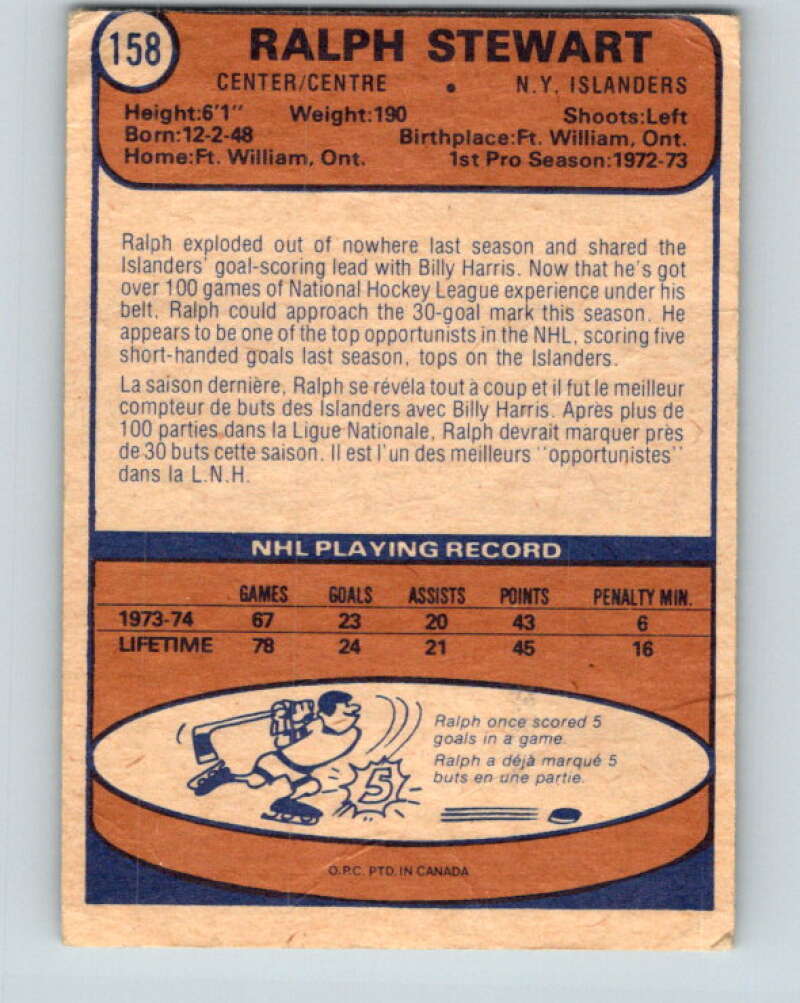 158 RALPH STEWART
CENTER/CENTRE • N.Y. ISLANDERS
Height:6'1" Weight:190 Shoots:Left
Born:12-2-48 Birthplace:Ft. William, Ont.
Home:Ft. William, Ont. 1st Pro Season:1972-73
Ralph exploded out of nowhere last season and shared the
Islanders' goal-scoring lead with Billy Harris. Now that he's got
over 100 games of National Hockey League experience under his
belt, Ralph could approach the 30-goal mark this season. He
appears to be one of the top opportunists in the NHL, scoring five
short-handed goals last season, tops on the Islanders.
La saison dernière, Ralph se révéla tout à coup et il fut le meilleur
compteur de buts des Islanders avec Billy Harris. Après plus de
100 parties dans la Ligue Nationale, Ralph devrait marquer près
de 30 buts cette saison. Il est l'un des meilleurs "opportunistes"
dans la L.N.H.
NHL PLAYING RECORD
GAMES GOALS ASSISTS POINTS PENALTY MIN.
1973-74 67 23 20 43 6
LIFETIME 78 24 21 45 16
Ralph once scored 5
goals in a game.
Ralph a déjà marqué 5
buts en une partie.
5
O.P.C. PTD. IN CANADA